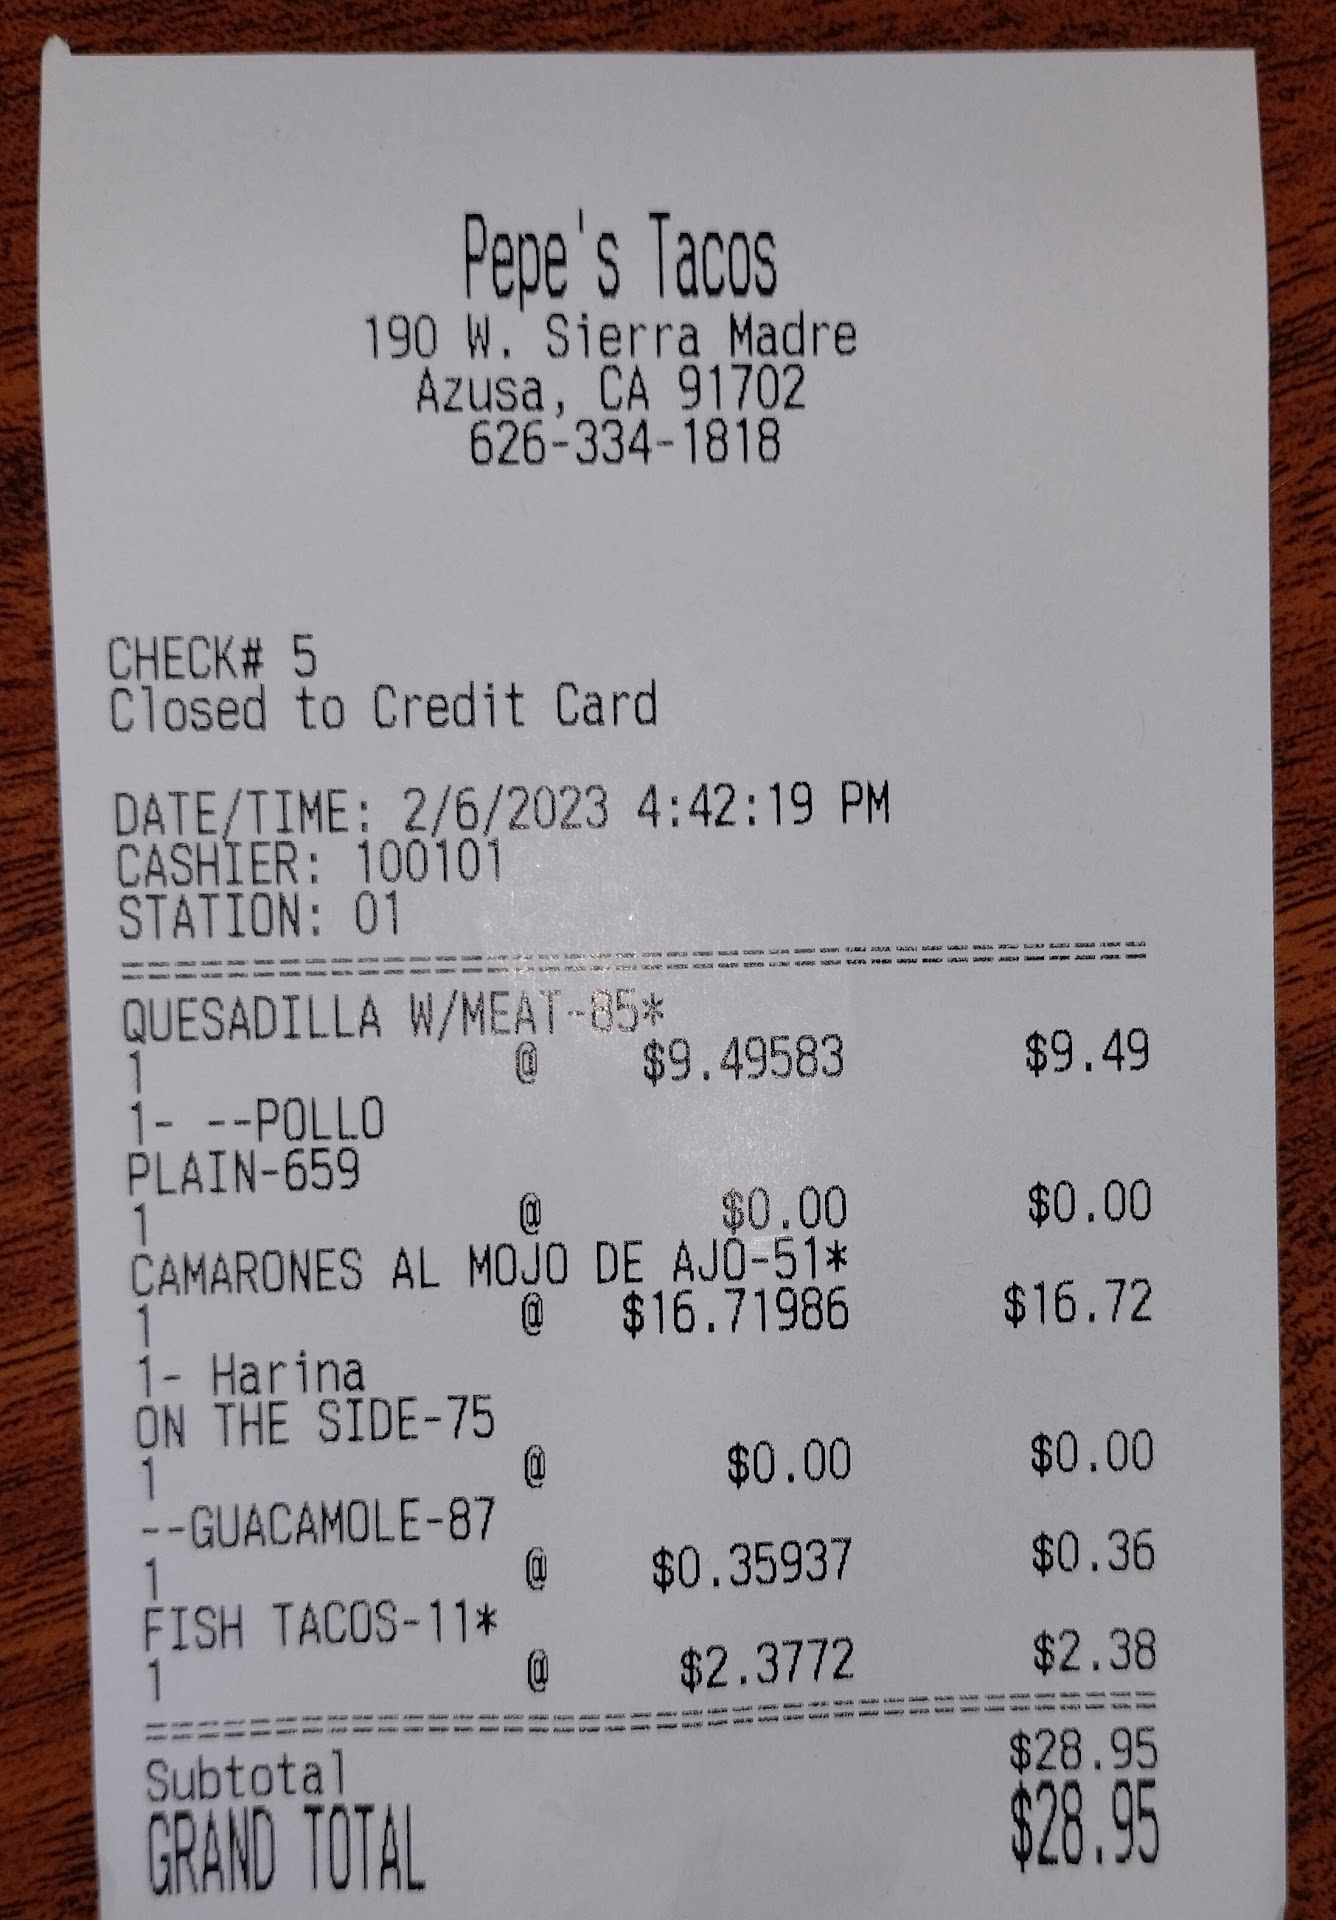 Pepe's Tacos
190 W. Sierra Madre
Azusa, CA 91702
626-334-1818
CHECK# 5
Closed to Credit Card
DATE/TIME: 2/6/2023 4:42:19 PM
CASHIER: 100101
STATION: 01
QUESADILLA W/MEAT-85*
1 @ $9.49583 $9.49
1- --POLLO
PLAIN-659
1 @ $0.00 $0.00
CAMARONES AL MOJO DE AJO-51*
1 @ $16.71986 $16.72
1- Harina
ON THE SIDE-75
1 @ $0.00 $0.00
--GUACAMOLE-87
1 @ $0.35937 $0.36
FISH TACOS-11*
1 @ $2.3772 $2.38
Subtotal $28.95
GRAND TOTAL $28.95